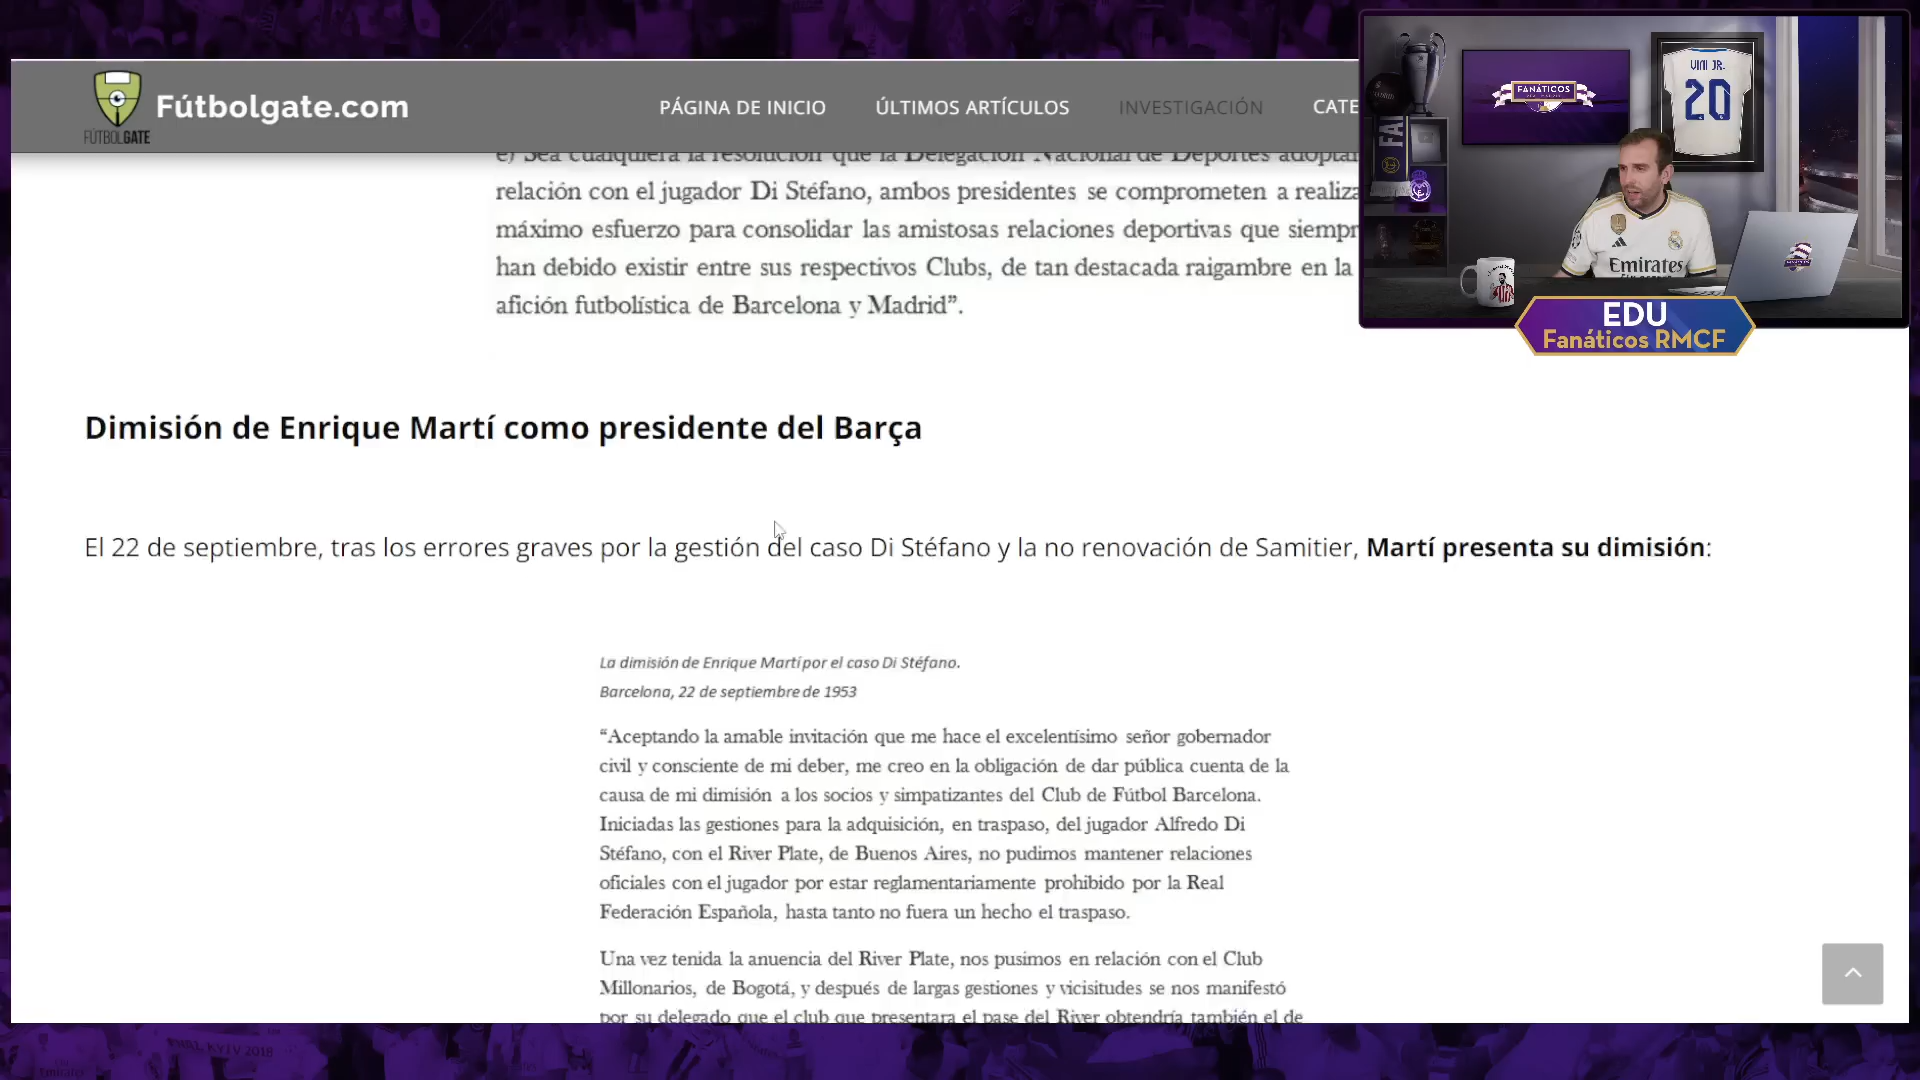 Fútbolgate.com
FÚTBOLGATE
PÁGINA DE INICIO
ÚLTIMOS ARTÍCULOS
INVESTIGACIÓN
CATE
e) Sea cualquiera la resolución que la Delegación Nacional de Deportes adoptar
relación con el jugador Di Stéfano, ambos presidentes se comprometen a realiza
máximo esfuerzo para consolidar las amistosas relaciones deportivas que siempr
han debido existir entre sus respectivos Clubs, de tan destacada raigambre en la
afición futbolística de Barcelona y Madrid”.
FANÁTICOS
VINI JR.
20
Emirates
EDU
Fanáticos RMCF
Dimisión de Enrique Martí como presidente del Barça
El 22 de septiembre, tras los errores graves por la gestión del caso Di Stéfano y la no renovación de Samitier, Martí presenta su dimisión:
La dimisión de Enrique Martí por el caso Di Stéfano.
Barcelona, 22 de septiembre de 1953
“Aceptando la amable invitación que me hace el excelentísimo señor gobernador
civil y consciente de mi deber, me creo en la obligación de dar pública cuenta de la
causa de mi dimisión a los socios y simpatizantes del Club de Fútbol Barcelona.
Iniciadas las gestiones para la adquisición, en traspaso, del jugador Alfredo Di
Stéfano, con el River Plate, de Buenos Aires, no pudimos mantener relaciones
oficiales con el jugador por estar reglamentariamente prohibido por la Real
Federación Española, hasta tanto no fuera un hecho el traspaso.
Una vez tenida la anuencia del River Plate, nos pusimos en relación con el Club
Millonarios, de Bogotá, y después de largas gestiones y vicisitudes se nos manifestó
por su delegado que el club que presentara el pase del River obtendría también el de
KYIV 2018